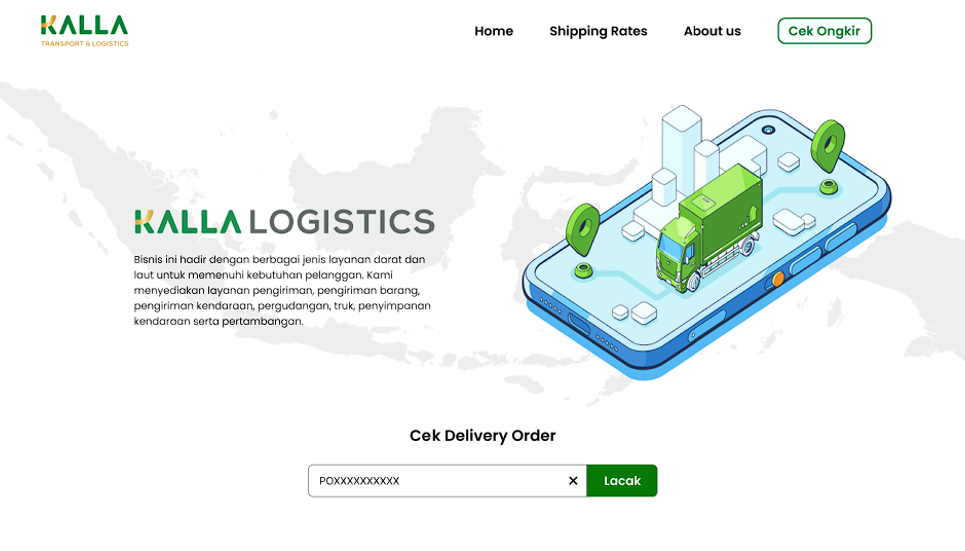 KALLA
TRANSPORT & LOGISTICS
Home
Shipping Rates
About us
Cek Ongkir
KALLA LOGISTICS
Bisnis ini hadir dengan berbagai jenis layanan darat dan
laut untuk memenuhi kebutuhan pelanggan. Kami
menyediakan layanan pengiriman, pengiriman barang,
pengiriman kendaraan, pergudangan, truk, penyimpanan
kendaraan serta pertambangan.
Cek Delivery Order
POXXXXXXXXXX
Lacak